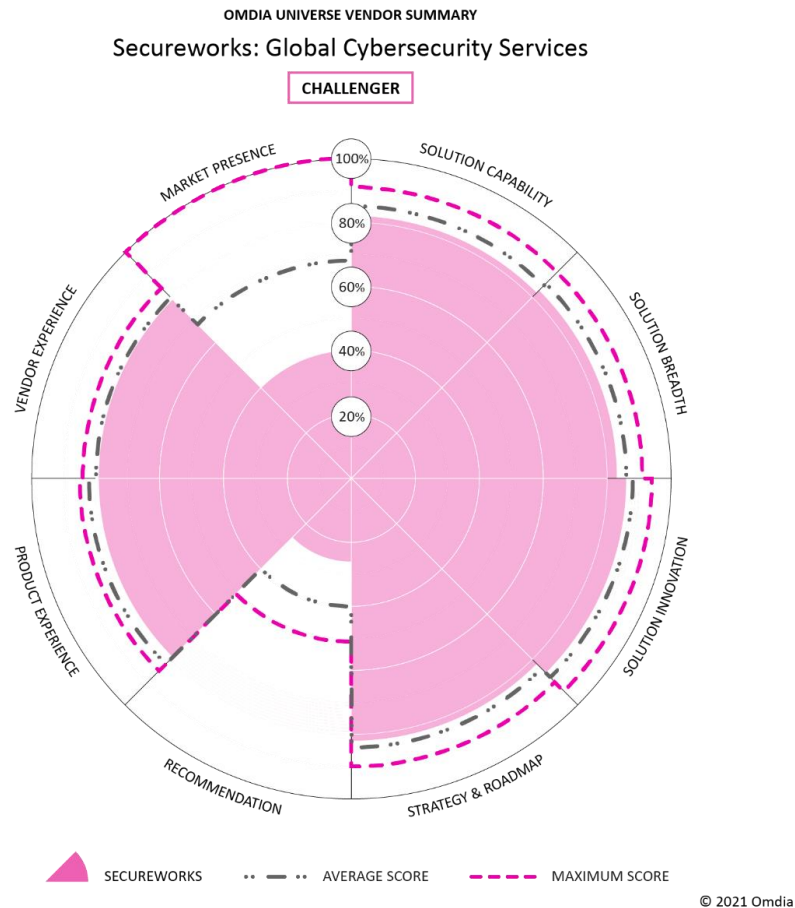 OMDIA UNIVERSE VENDOR SUMMARY
Secureworks: Global Cybersecurity Services
CHALLENGER
MARKET PRESENCE
SOLUTION CAPABILITY
100%
80%
60%
40%
20%
VENDOR EXPERIENCE
SOLUTION BREADTH
PRODUCT EXPERIENCE
SOLUTION INNOVATION
RECOMMENDATION
STRATEGY & ROADMAP
SECUREWORKS
AVERAGE SCORE
MAXIMUM SCORE
© 2021 Omdia